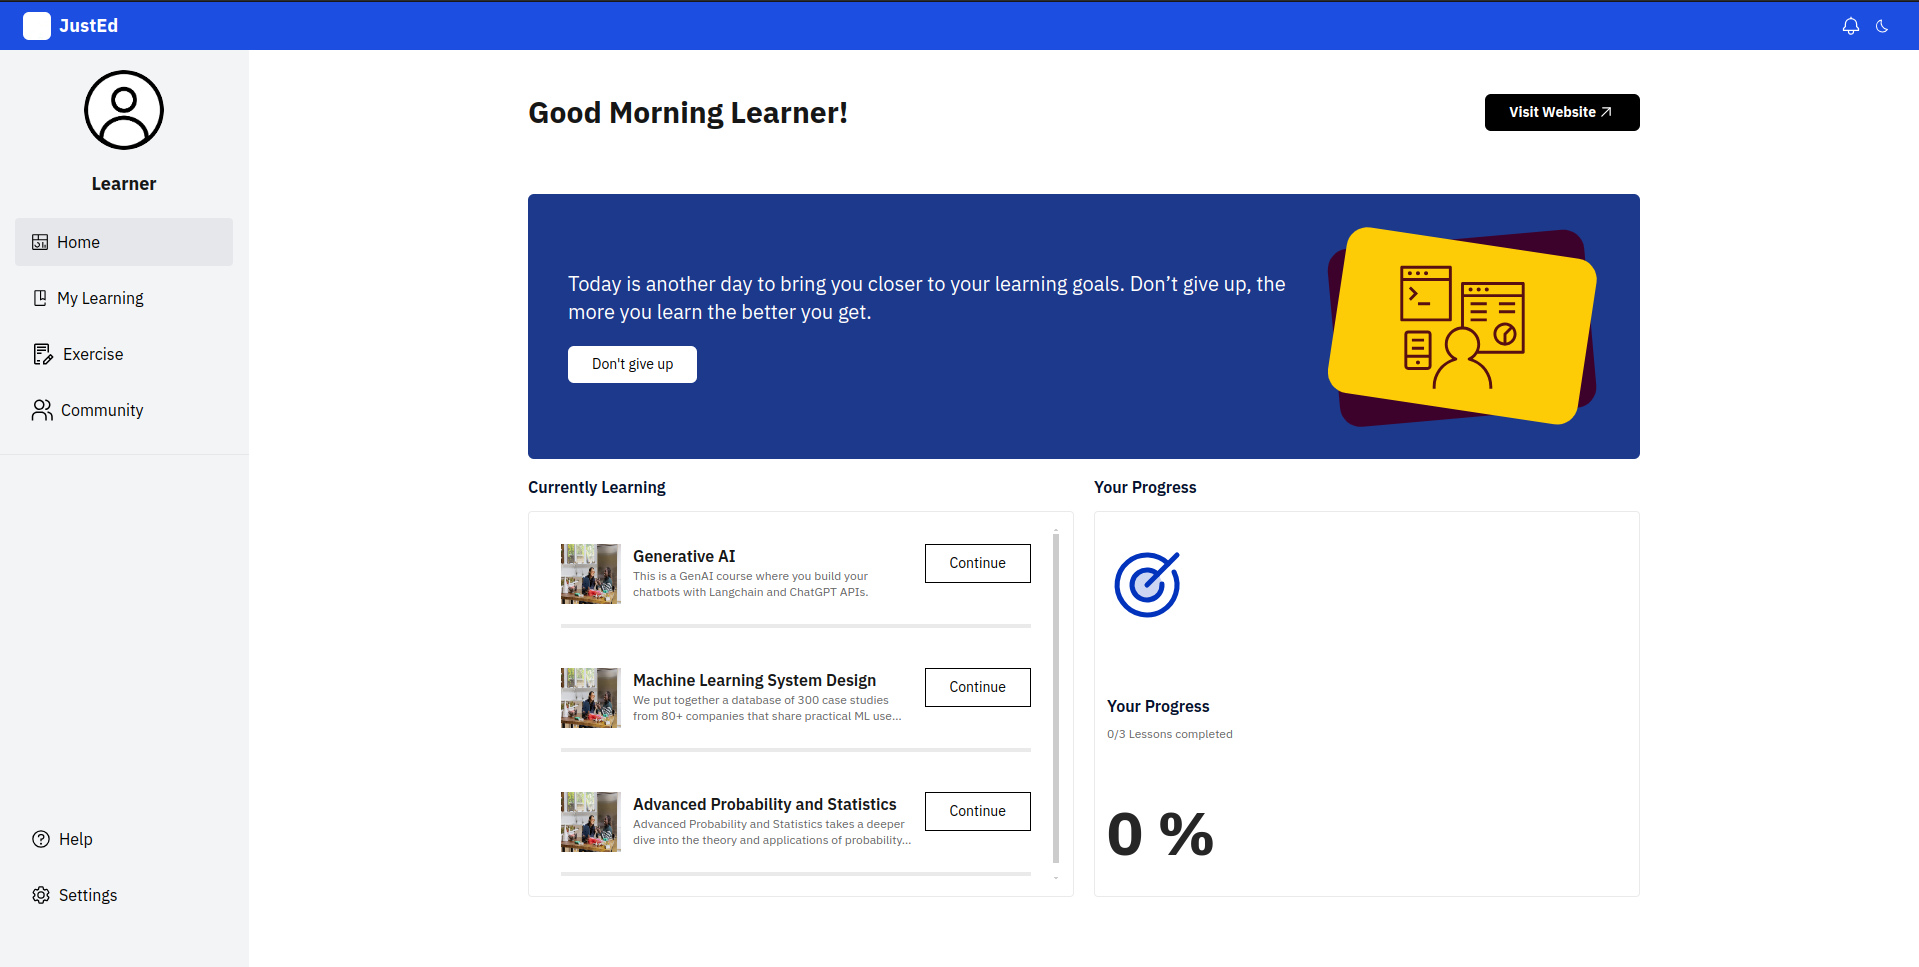 JustEd
Learner
Home
My Learning
Exercise
Community
Help
Settings
Good Morning Learner!
Visit Website
Today is another day to bring you closer to your learning goals. Don’t give up, the
more you learn the better you get.
Don't give up
Currently Learning
Generative AI
This is a GenAI course where you build your
chatbots with Langchain and ChatGPT APIs.
Continue
Machine Learning System Design
We put together a database of 300 case studies
from 80+ companies that share practical ML use...
Continue
Advanced Probability and Statistics
Advanced Probability and Statistics takes a deeper
dive into the theory and applications of probability...
Continue
Your Progress
Your Progress
0/3 Lessons completed
0 %